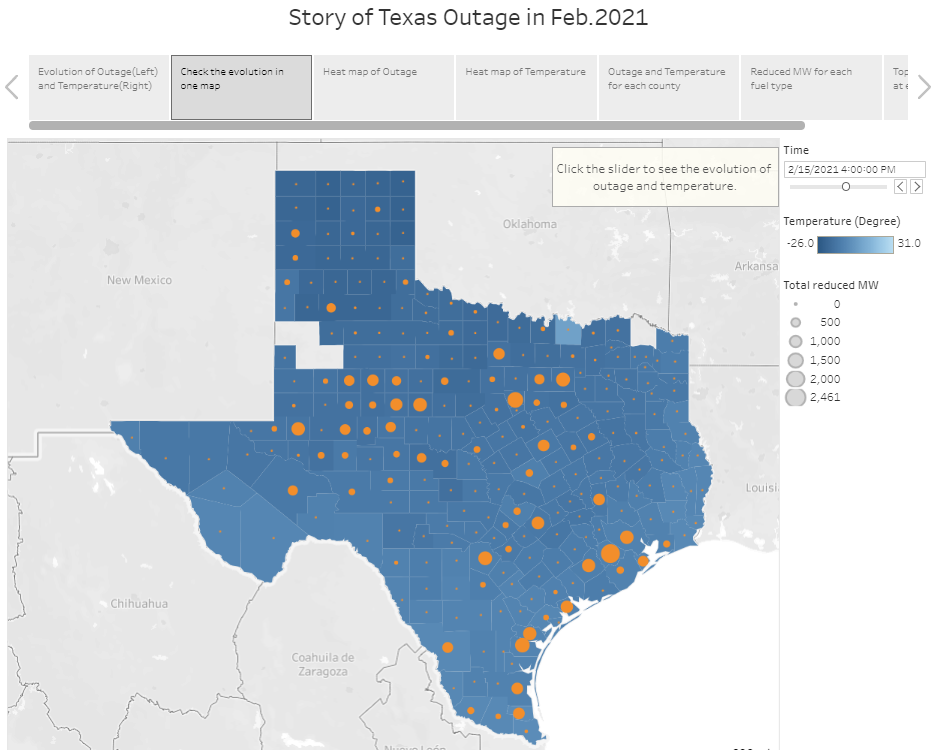 Story of Texas Outage in Feb.2021
Evolution of Outage(Left)
and Temperature(Right)
Check the evolution in
one map
Heat map of Outage
Heat map of Temperature
Outage and Temperature
for each county
Reduced MW for each
fuel type
Top
at e
Click the slider to see the evolution of
outage and temperature.
Oklahoma
New Mexico
Arkansa
Louisi
Chihuahua
Coahuila de
Zaragoza
Nuevo León
Time
2/15/2021 4:00:00 PM
Temperature (Degree)
-26.0
31.0
Total reduced MW
0
500
1,000
1,500
2,000
2,461